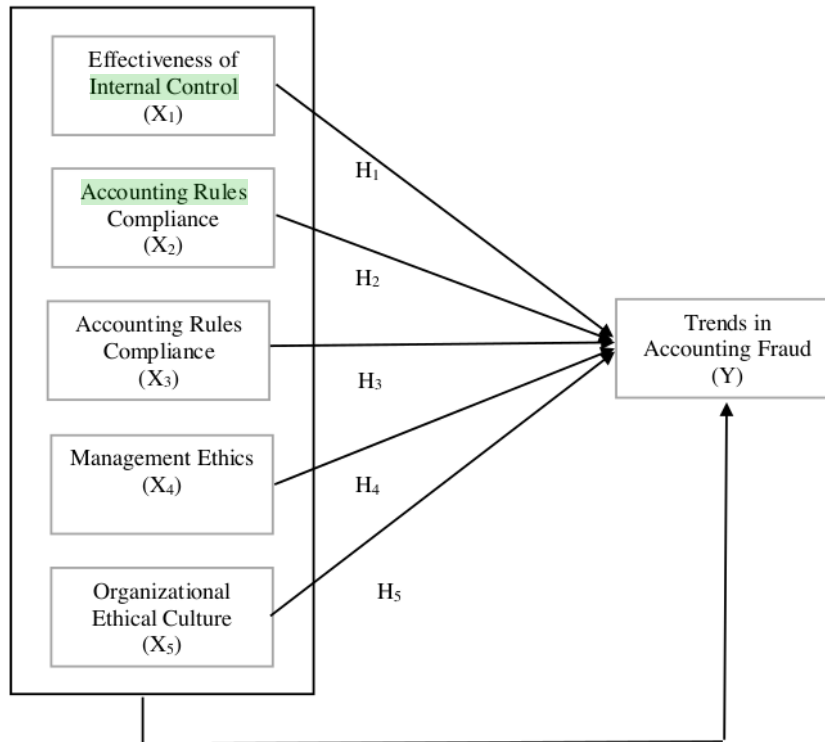 Effectiveness of
Internal Control
(X₁)
H₁
Accounting Rules
Compliance
(X₂)
H₂
Accounting Rules
Compliance
(X₃)
H₃
Trends in
Accounting Fraud
(Y)
Management Ethics
(X₄)
H₄
Organizational
Ethical Culture
(X₅)
H₅